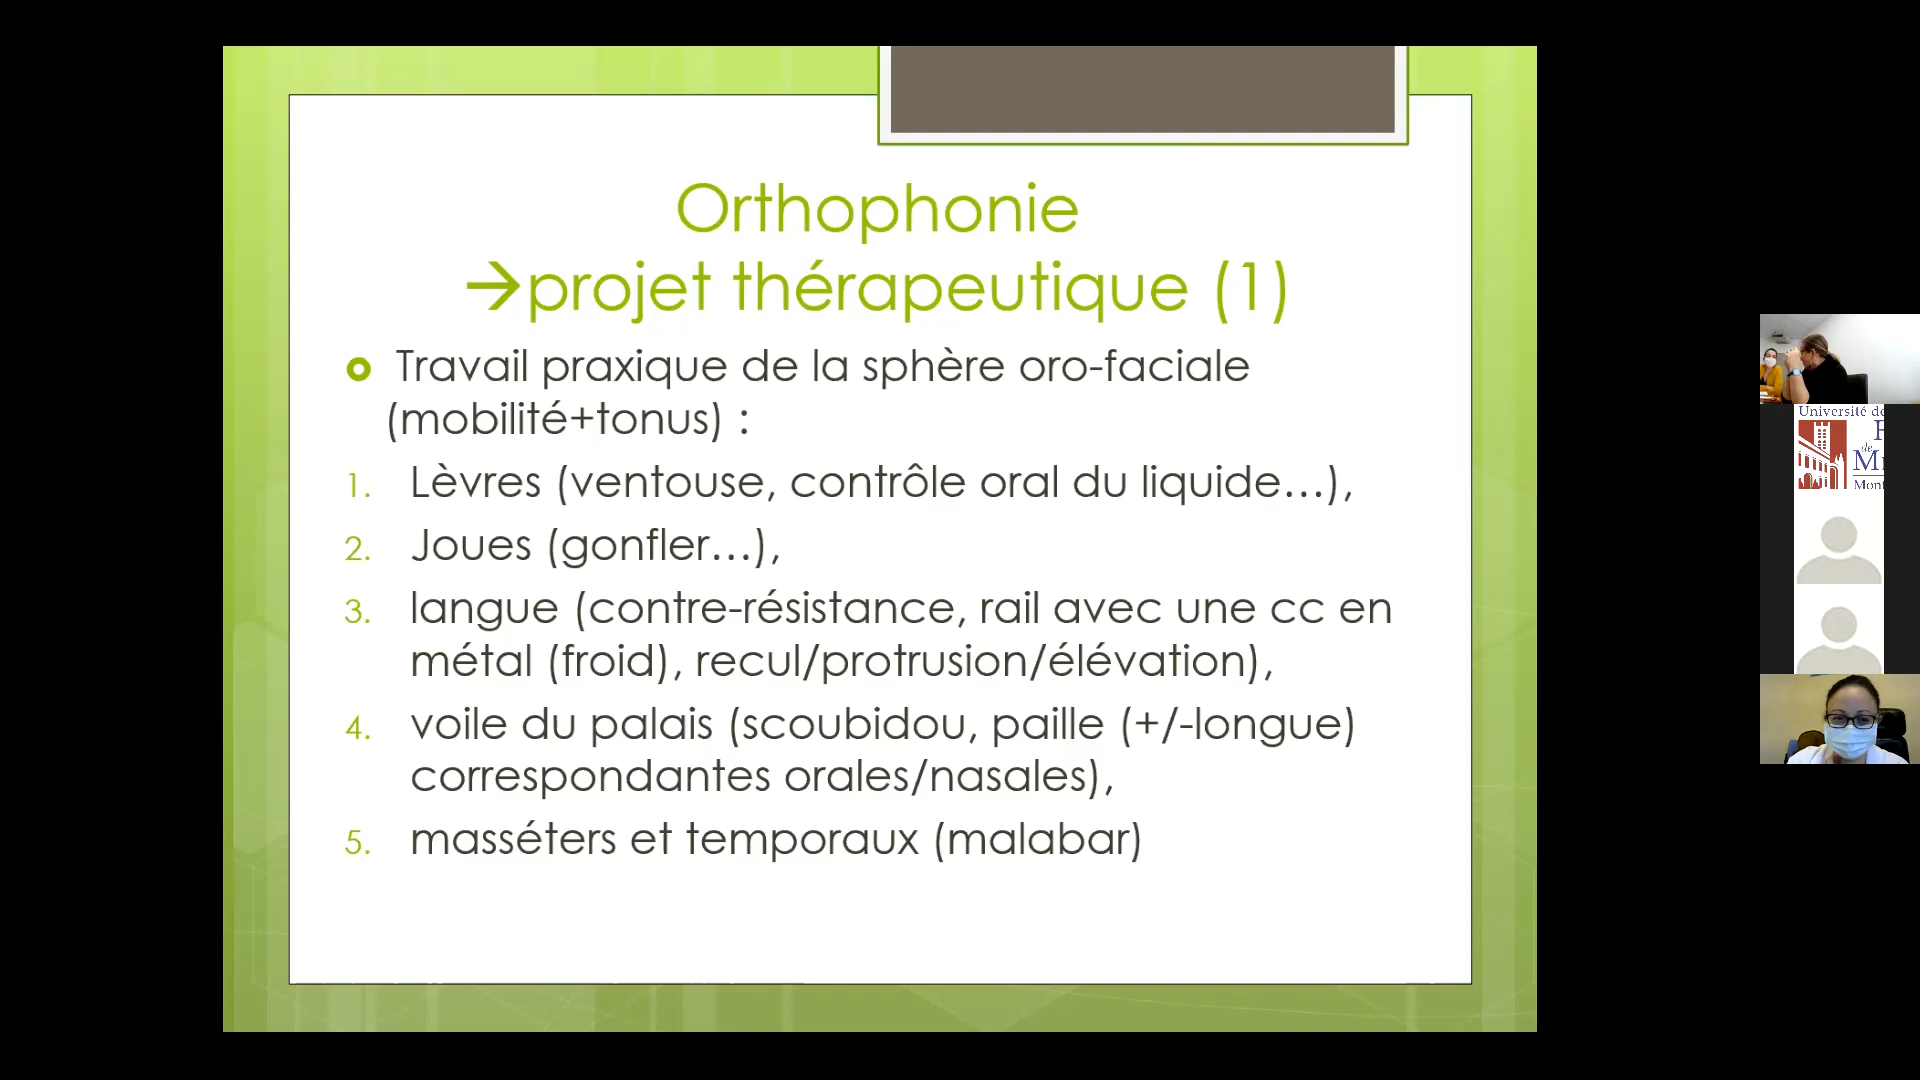 Orthophonie
→projet thérapeutique (1)
Travail praxique de la sphère oro-faciale
(mobilité+tonus) :
1. Lèvres (ventouse, contrôle oral du liquide…),
2. Joues (gonfler…),
3. langue (contre-résistance, rail avec une cc en
métal (froid), recul/protrusion/élévation),
4. voile du palais (scoubidou, paille (+/-longue)
correspondantes orales/nasales),
5. masséters et temporaux (malabar)
Université de
de